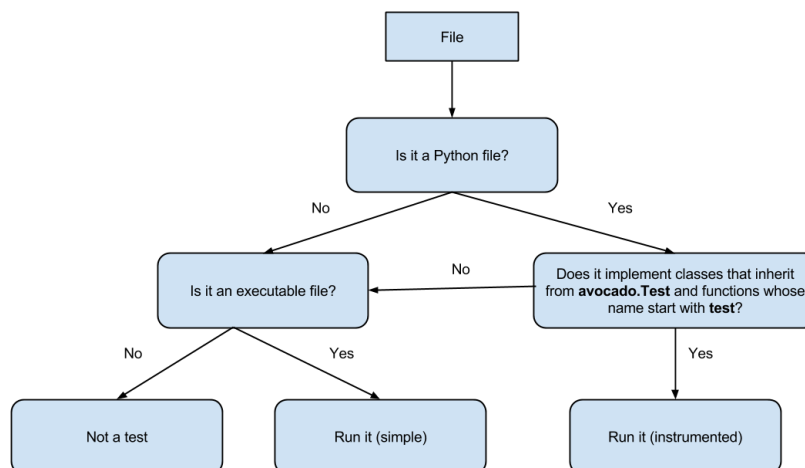 File
Is it a Python file?
No
Yes
Is it an executable file?
No
Does it implement classes that inherit
from avocado.Test and functions whose
name start with test?
No
Yes
Yes
Not a test
Run it (simple)
Run it (instrumented)